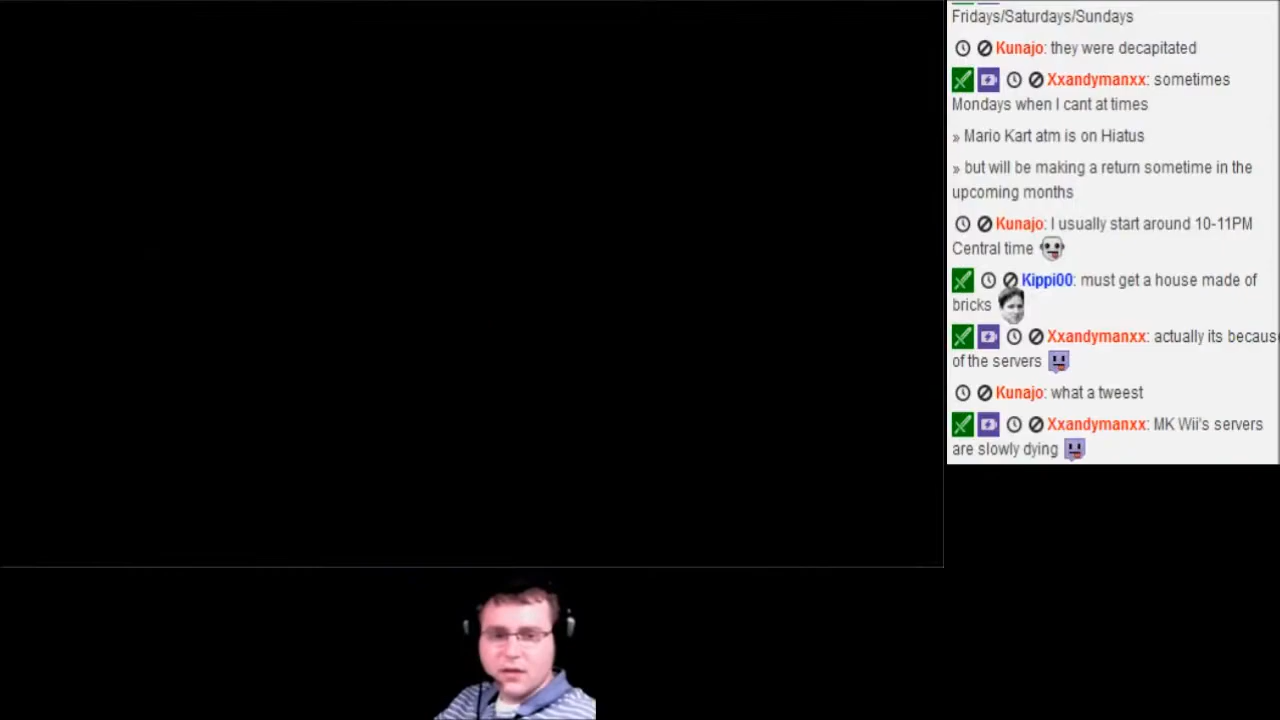 Fridays/Saturdays/Sundays
Kunajo: they were decapitated
Xxandymanxx: sometimes
Mondays when I cant at times
» Mario Kart atm is on Hiatus
» but will be making a return sometime in the
upcoming months
Kunajo: I usually start around 10-11PM
Central time
Kippi00: must get a house made of
bricks
Xxandymanxx: actually its becaus
of the servers
Kunajo: what a tweest
Xxandymanxx: MK Wii's servers
are slowly dying